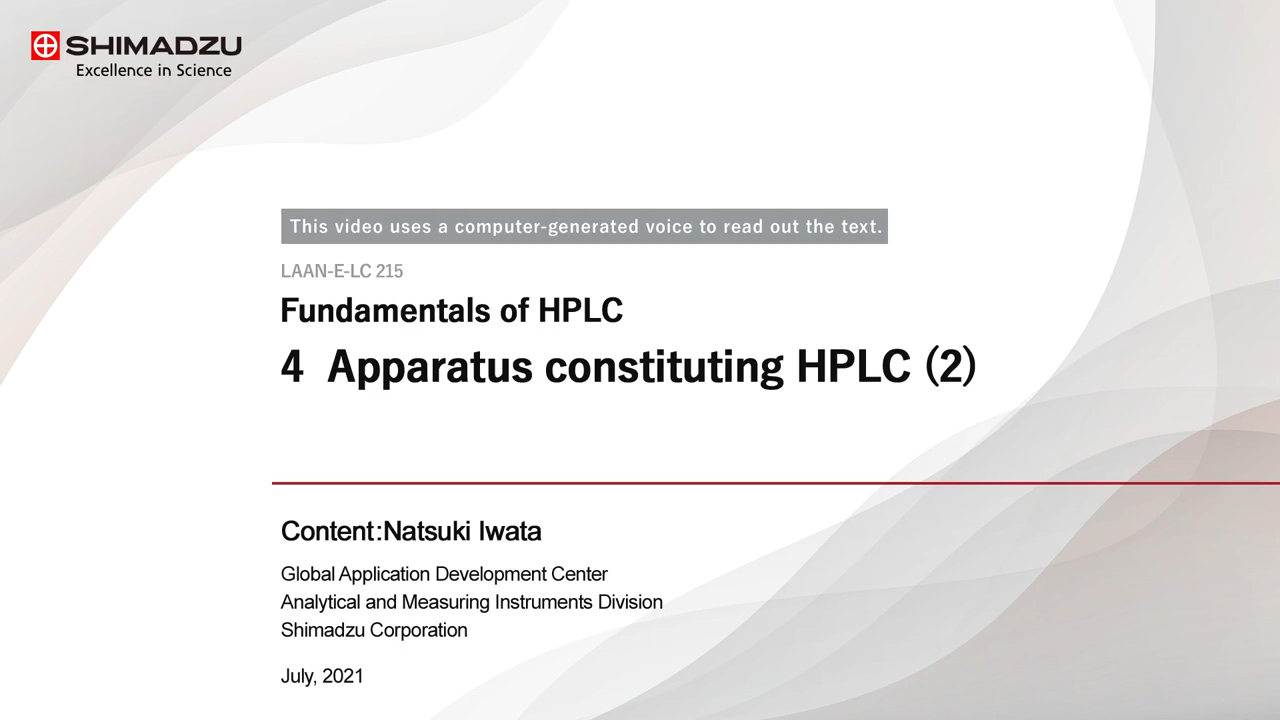 SHIMADZU
Excellence in Science
This video uses a computer-generated voice to read out the text.
LAAN-E-LC 215
Fundamentals of HPLC
4 Apparatus constituting HPLC (2)
Content:Natsuki Iwata
Global Application Development Center
Analytical and Measuring Instruments Division
Shimadzu Corporation
July, 2021